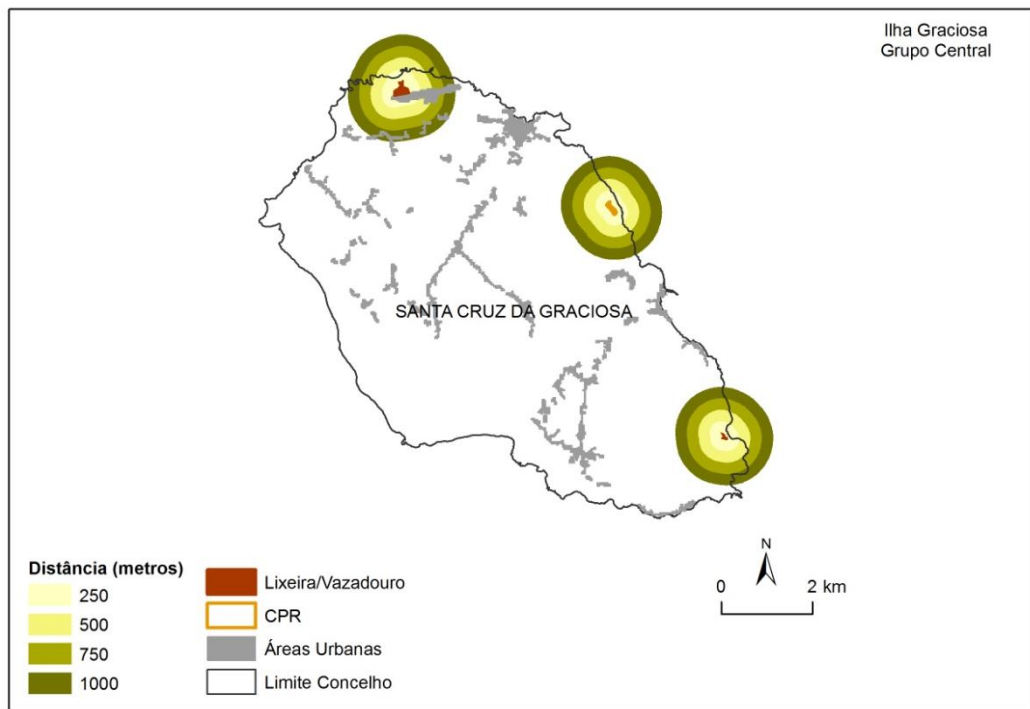 Ilha Graciosa
Grupo Central
SANTA CRUZ DA GRACIOSA
Distância (metros)
250
500
750
1000
Lixeira/Vazadouro
CPR
Áreas Urbanas
Limite Concelho
N
0 2 km